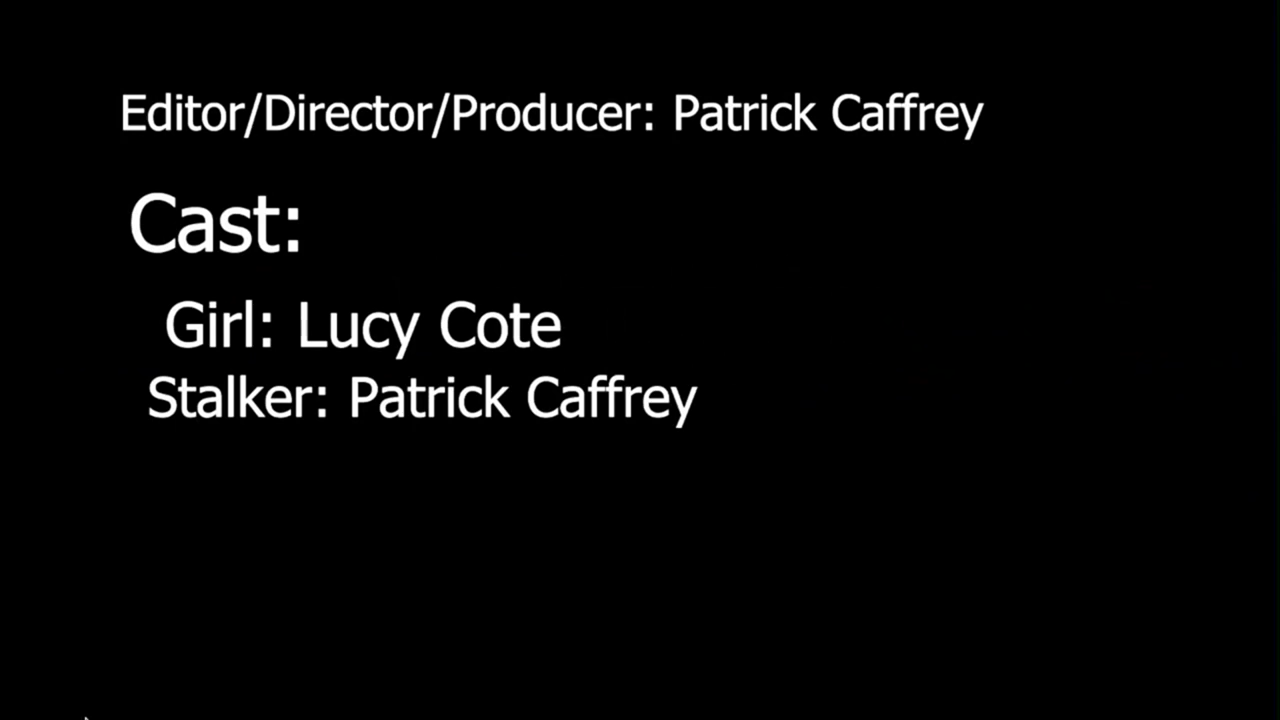 Editor/Director/Producer: Patrick Caffrey
Cast:
Girl: Lucy Cote
Stalker: Patrick Caffrey